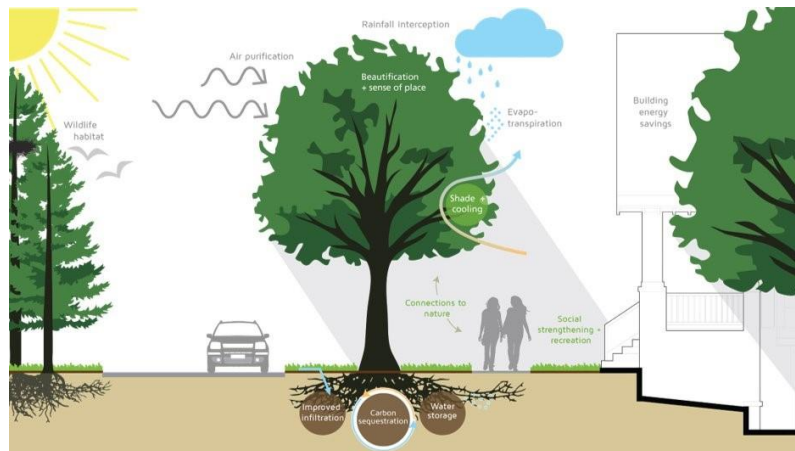 Rainfall interception
Air purification
Beautification
+ sense of place
Evapo-
transpiration
Building
energy
savings
Wildlife
habitat
Shade +
cooling
Connections to
nature
Social
strengthening +
recreation
Improved
infiltration
Carbon
sequestration
Water
storage